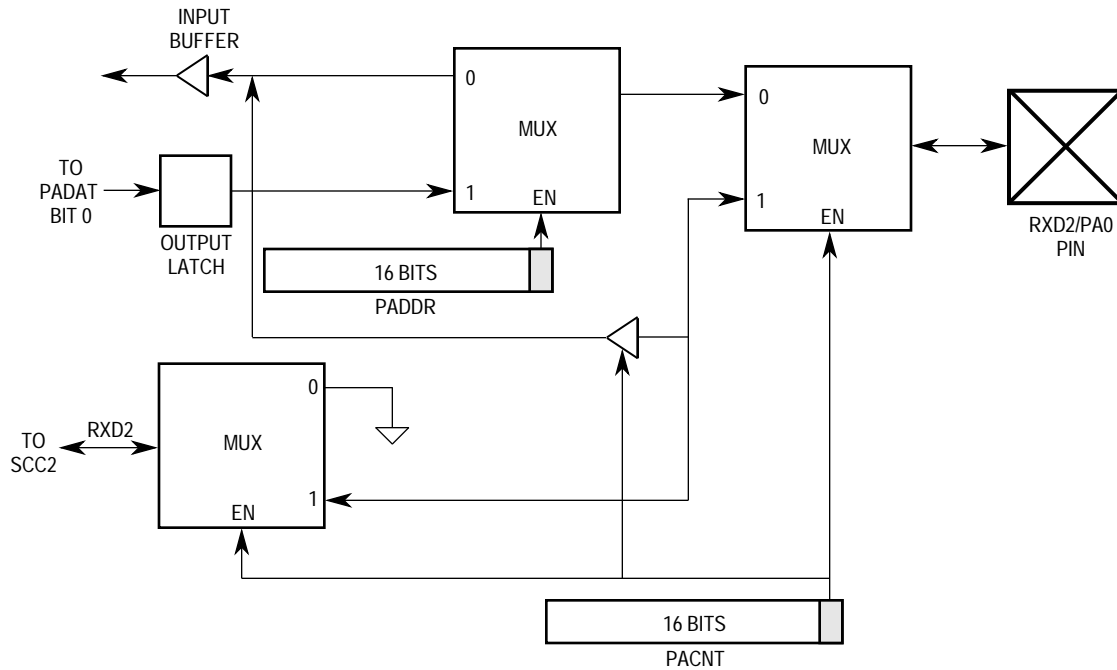 INPUT
BUFFER
0
MUX
1
EN
0
MUX
1
EN
TO
PADAT
BIT 0
OUTPUT
LATCH
RXD2/PA0
PIN
16 BITS
PADDR
0
MUX
1
EN
TO
SCC2
RXD2
16 BITS
PACNT